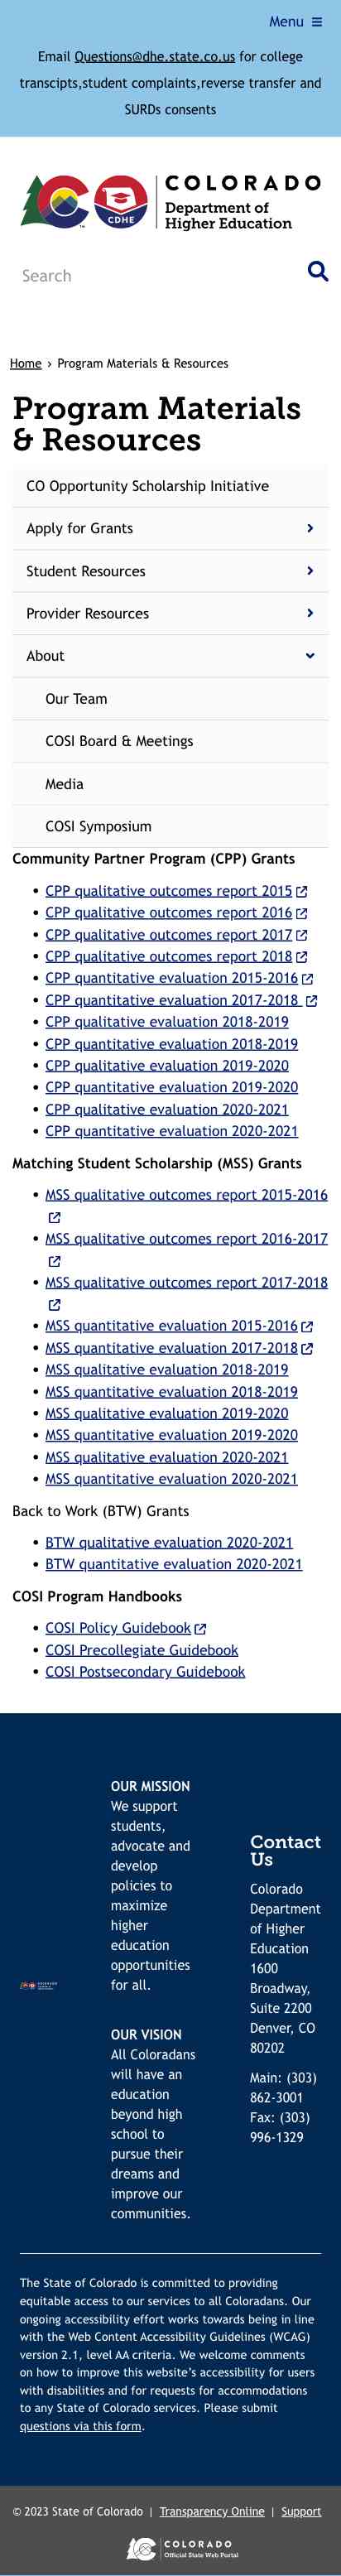 Menu ≡
Email Questions@dhe.state.co.us for college
transcipts,student complaints,reverse transfer and
SURDs consents
CDHE
COLORADO
Department of
Higher Education
Search
Home › Program Materials & Resources
Program Materials
& Resources
CO Opportunity Scholarship Initiative
Apply for Grants
Student Resources
Provider Resources
About
Our Team
COSI Board & Meetings
Media
COSI Symposium
Community Partner Program (CPP) Grants
• CPP qualitative outcomes report 2015
• CPP qualitative outcomes report 2016
• CPP qualitative outcomes report 2017
• CPP qualitative outcomes report 2018
• CPP quantitative evaluation 2015-2016
• CPP quantitative evaluation 2017-2018
• CPP qualitative evaluation 2018-2019
• CPP quantitative evaluation 2018-2019
• CPP qualitative evaluation 2019-2020
• CPP quantitative evaluation 2019-2020
• CPP qualitative evaluation 2020-2021
• CPP quantitative evaluation 2020-2021
Matching Student Scholarship (MSS) Grants
• MSS qualitative outcomes report 2015-2016
• MSS qualitative outcomes report 2016-2017
• MSS qualitative outcomes report 2017-2018
• MSS quantitative evaluation 2015-2016
• MSS quantitative evaluation 2017-2018
• MSS qualitative evaluation 2018-2019
• MSS quantitative evaluation 2018-2019
• MSS qualitative evaluation 2019-2020
• MSS quantitative evaluation 2019-2020
• MSS qualitative evaluation 2020-2021
• MSS quantitative evaluation 2020-2021
Back to Work (BTW) Grants
• BTW qualitative evaluation 2020-2021
• BTW quantitative evaluation 2020-2021
COSI Program Handbooks
• COSI Policy Guidebook
• COSI Precollegiate Guidebook
• COSI Postsecondary Guidebook
OUR MISSION
We support
students,
advocate and
develop
policies to
maximize
higher
education
opportunities
for all.
OUR VISION
All Coloradans
will have an
education
beyond high
school to
pursue their
dreams and
improve our
communities.
Contact
Us
Colorado
Department
of Higher
Education
1600
Broadway,
Suite 2200
Denver, CO
80202
Main: (303)
862-3001
Fax: (303)
996-1329
The State of Colorado is committed to providing
equitable access to our services to all Coloradans. Our
ongoing accessibility effort works towards being in line
with the Web Content Accessibility Guidelines (WCAG)
version 2.1, level AA criteria. We welcome comments
on how to improve this website’s accessibility for users
with disabilities and for requests for accommodations
to any State of Colorado services. Please submit
questions via this form.
© 2023 State of Colorado | Transparency Online | Support
COLORADO
Official State Web Portal